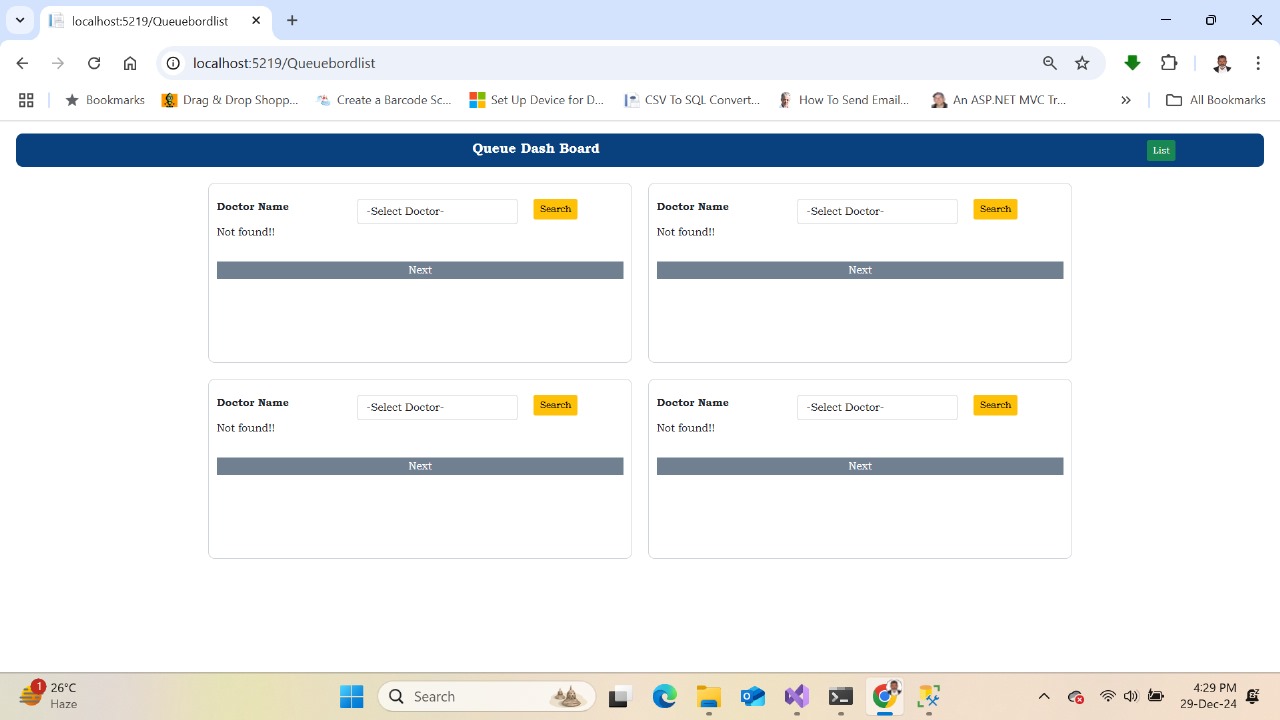 localhost:5219/Queuebordlist
localhost:5219/Queuebordlist
Bookmarks
Drag & Drop Shopp...
Create a Barcode Sc...
Set Up Device for D...
CSV To SQL Convert...
How To Send Email...
An ASP.NET MVC Tr...
All Bookmarks
Queue Dash Board
List
Doctor Name
-Select Doctor-
Search
Not found!!
Next
Doctor Name
-Select Doctor-
Search
Not found!!
Next
Doctor Name
-Select Doctor-
Search
Not found!!
Next
Doctor Name
-Select Doctor-
Search
Not found!!
Next
1
26°C
Haze
Search
4:29 PM
29-Dec-24